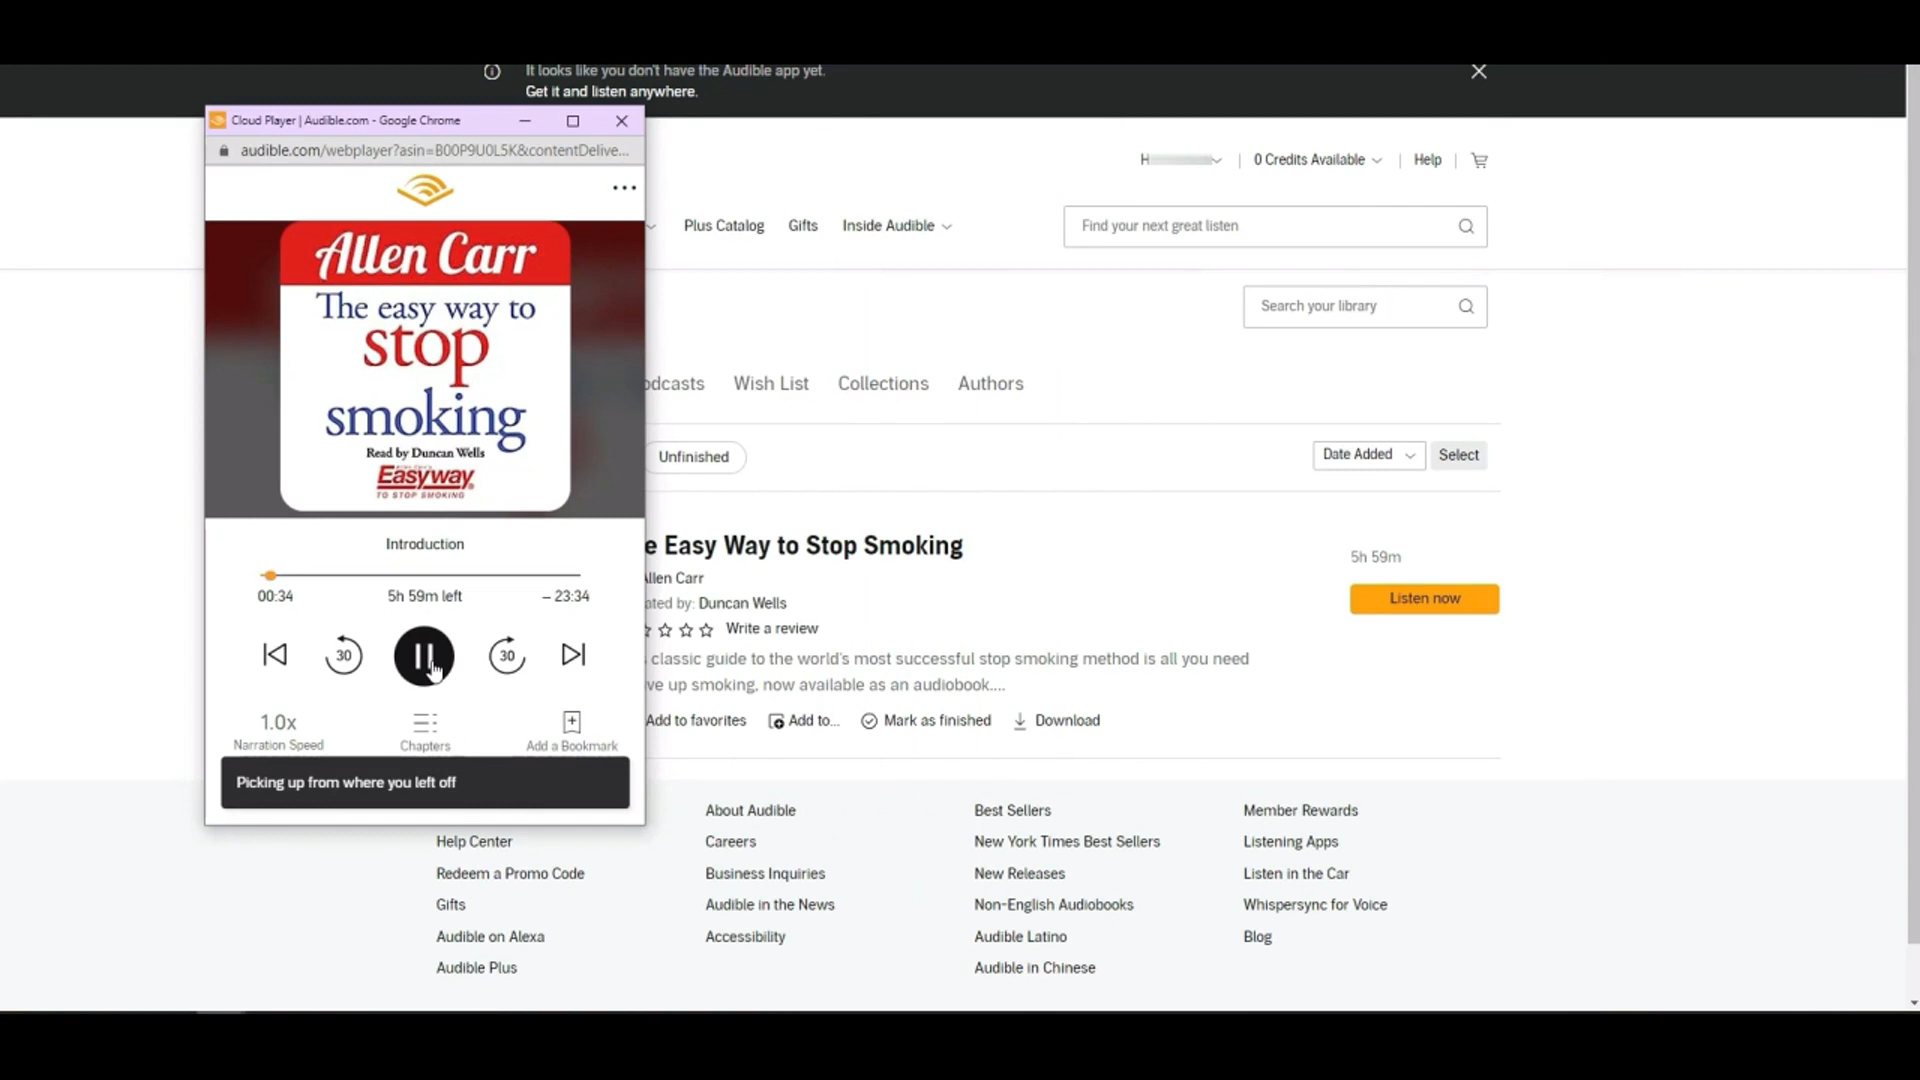 It looks like you don't have the Audible app yet.
Get it and listen anywhere.
Cloud Player | Audible.com - Google Chrome
audible.com/webplayer?asin=B00P9U0L5K&contentDelive...
H
0 Credits Available
Help
Plus Catalog
Gifts
Inside Audible
Find your next great listen
Search your library
Allen Carr
The easy way to
stop
smoking
Read by Duncan Wells
Easyway
TO STOP SMOKING
odcasts
Wish List
Collections
Authors
Unfinished
Date Added
Select
Introduction
00:34
5h 59m left
– 23:34
30
30
1.0x
Narration Speed
Chapters
Add a Bookmark
Picking up from where you left off
e Easy Way to Stop Smoking
Allen Carr
ated by: Duncan Wells
Write a review
classic guide to the world's most successful stop smoking method is all you need
ve up smoking, now available as an audiobook....
Add to favorites
Add to...
Mark as finished
Download
5h 59m
Listen now
Help Center
Redeem a Promo Code
Gifts
Audible on Alexa
Audible Plus
About Audible
Careers
Business Inquiries
Audible in the News
Accessibility
Best Sellers
New York Times Best Sellers
New Releases
Non-English Audiobooks
Audible Latino
Audible in Chinese
Member Rewards
Listening Apps
Listen in the Car
Whispersync for Voice
Blog